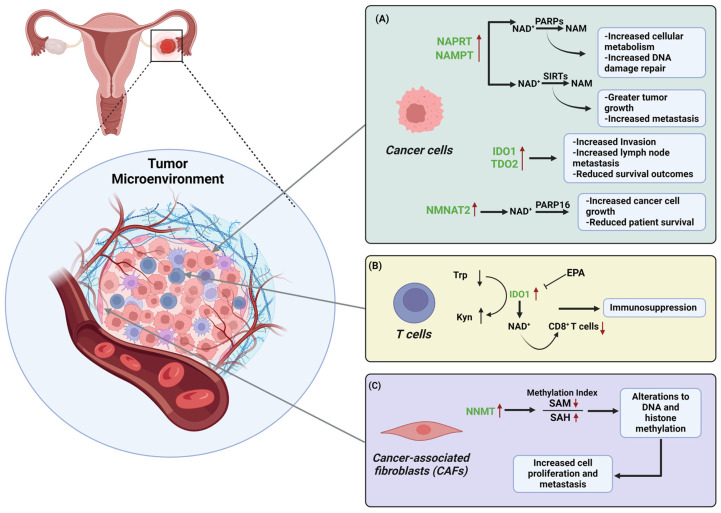 Tumor
Microenvironment
(A)
NAPRT
NAMPT
NAD⁺ PARPs NAM
-Increased cellular
metabolism
-Increased DNA
damage repair
NAD⁺ SIRTs NAM
-Greater tumor
growth
-Increased metastasis
Cancer cells
IDO1
TDO2
-Increased Invasion
-Increased lymph node
metastasis
-Reduced survival outcomes
NMNAT2 NAD⁺ PARP16
-Increased cancer cell
growth
-Reduced patient survival
(B)
T cells
Trp
EPA
IDO1
Kyn
NAD⁺
CD8⁺ T cells
Immunosuppression
(C)
Cancer-associated
fibroblasts (CAFs)
NNMT
Methylation Index
SAM
SAH
Alterations to
DNA and
histone
methylation
Increased cell
proliferation and
metastasis